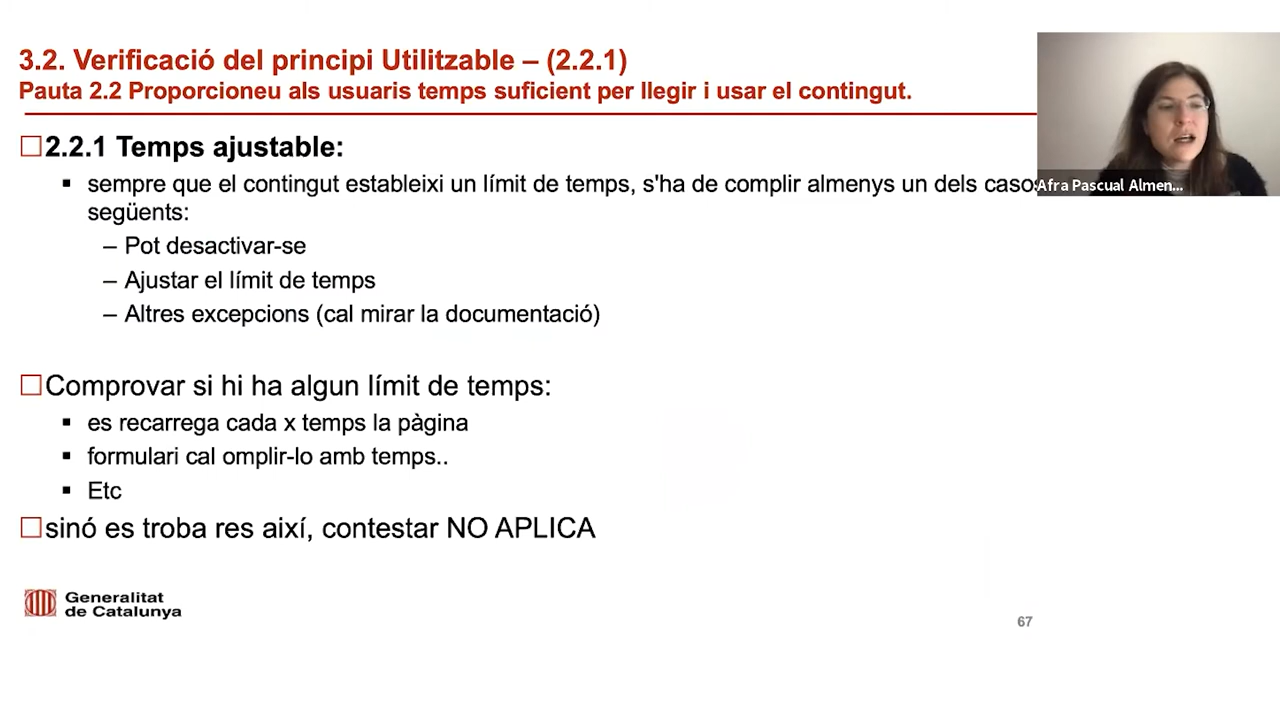 3.2. Verificació del principi Utilitzable – (2.2.1)
Pauta 2.2 Proporcioneu als usuaris temps suficient per llegir i usar el contingut.
2.2.1 Temps ajustable:
sempre que el contingut estableixi un límit de temps, s'ha de complir almenys un dels casos
següents:
– Pot desactivar-se
– Ajustar el límit de temps
– Altres excepcions (cal mirar la documentació)
Comprovar si hi ha algun límit de temps:
es recarrega cada x temps la pàgina
formulari cal omplir-lo amb temps..
Etc
sinó es troba res així, contestar NO APLICA
Generalitat
de Catalunya
67
Afra Pascual Almen...